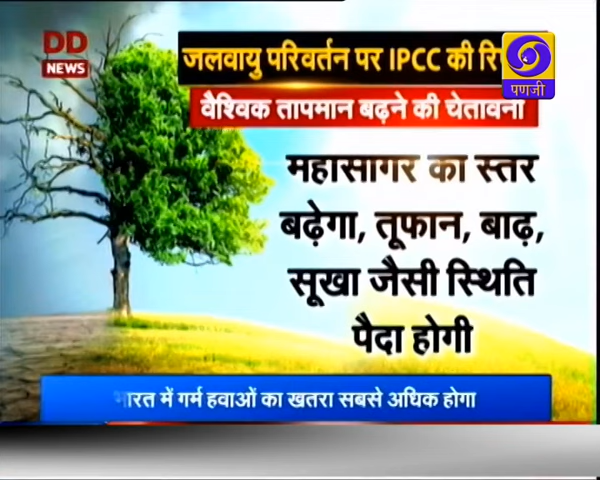 DD
NEWS
जलवायु परिवर्तन पर IPCC की
पणजी
वैश्विक तापमान बढ़ने की चेतावनी
महासागर का स्तर
बढ़ेगा, तूफान, बाढ़,
सूखा जैसी स्थिति
पैदा होगी
भारत में गर्म हवाओं का खतरा सबसे अधिक होगा